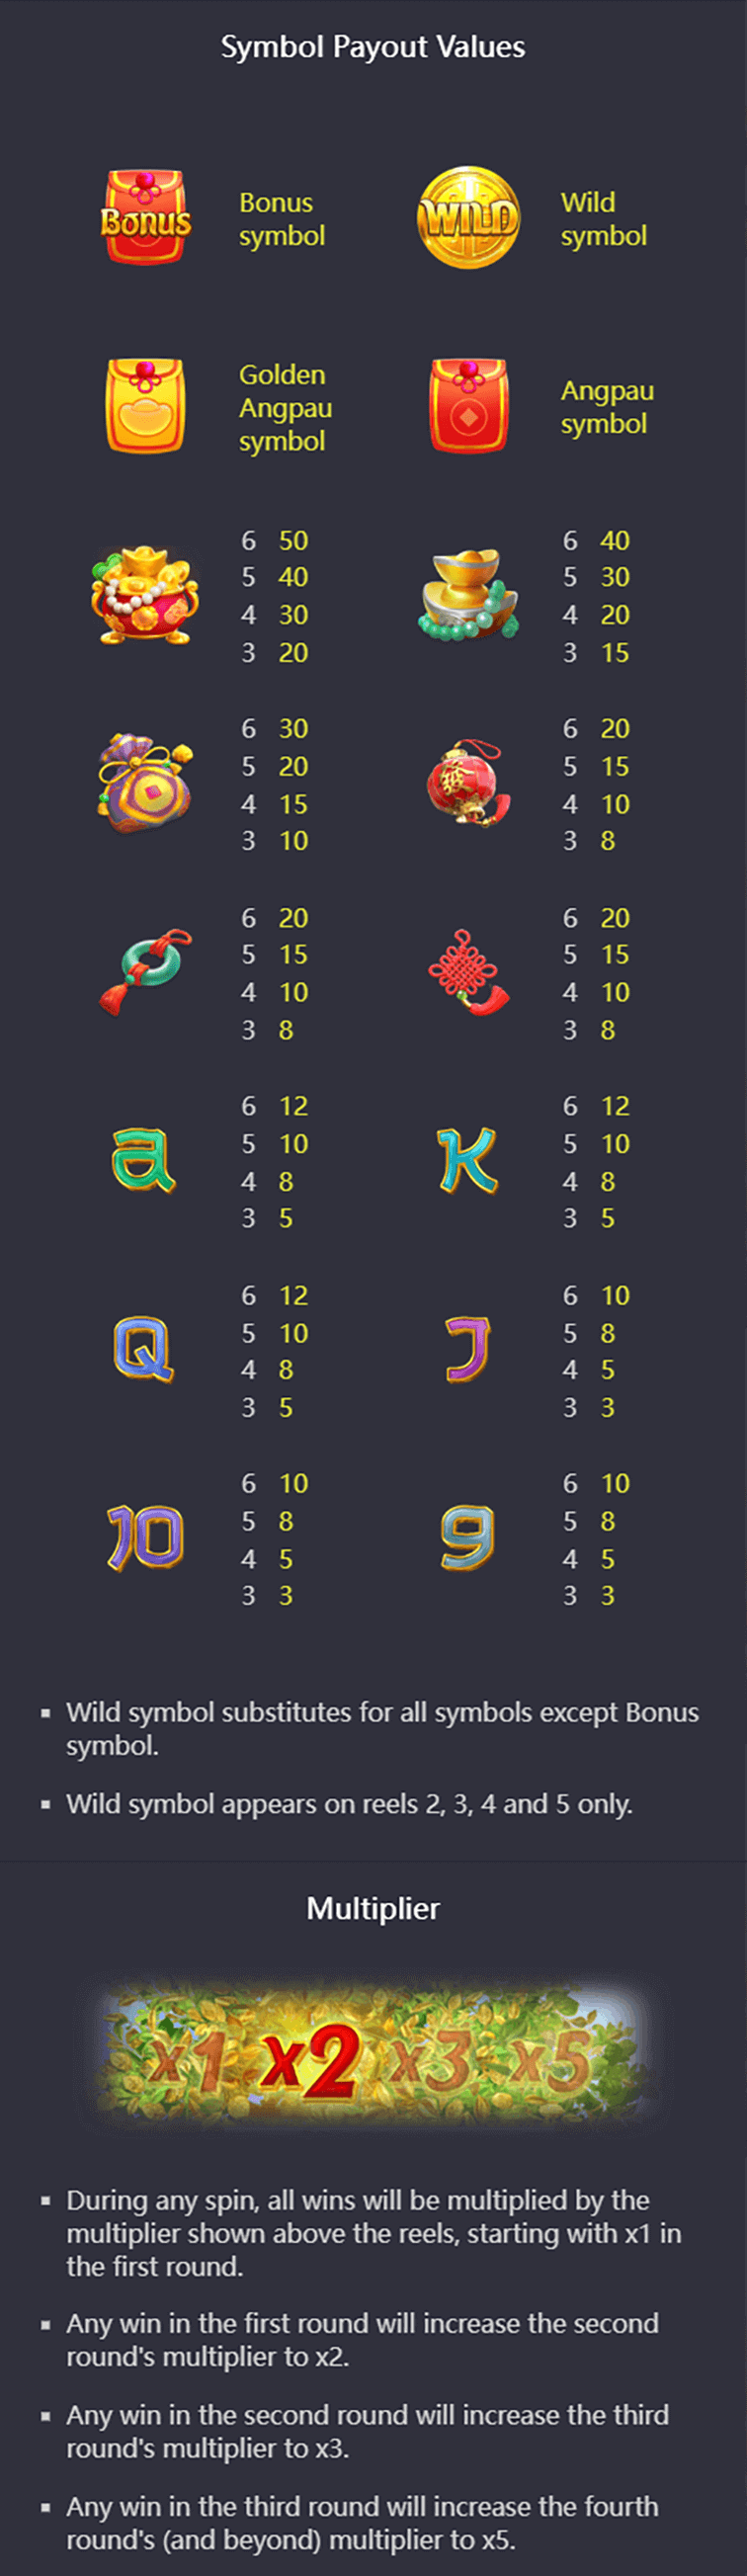 Symbol Payout Values
BONUS
Bonus
symbol
WILD
Wild
symbol
Golden
Angpau
symbol
Angpau
symbol
6 50
5 40
4 30
3 20
6 40
5 30
4 20
3 15
6 30
5 20
4 15
3 10
發
6 20
5 15
4 10
3 8
6 20
5 15
4 10
3 8
6 20
5 15
4 10
3 8
a
6 12
5 10
4 8
3 5
K
6 12
5 10
4 8
3 5
Q
6 12
5 10
4 8
3 5
J
6 10
5 8
4 5
3 3
10
6 10
5 8
4 5
3 3
9
6 10
5 8
4 5
3 3
▪ Wild symbol substitutes for all symbols except Bonus
symbol.
▪ Wild symbol appears on reels 2, 3, 4 and 5 only.
Multiplier
x1 x2 x3 x5
▪ During any spin, all wins will be multiplied by the
multiplier shown above the reels, starting with x1 in
the first round.
▪ Any win in the first round will increase the second
round's multiplier to x2.
▪ Any win in the second round will increase the third
round's multiplier to x3.
▪ Any win in the third round will increase the fourth
round's (and beyond) multiplier to x5.